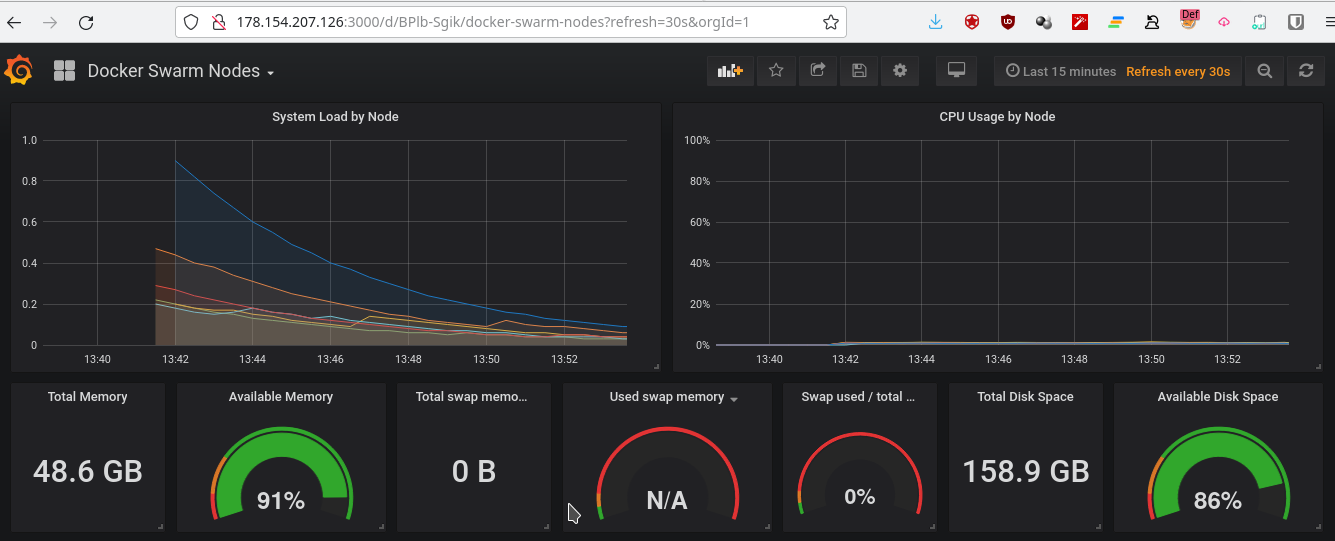 178.154.207.126:3000/d/BPlb-Sgik/docker-swarm-nodes?refresh=30s&orgId=1
Def
Docker Swarm Nodes
Last 15 minutes Refresh every 30s
System Load by Node
1.0
0.8
0.6
0.4
0.2
0
13:40 13:42 13:44 13:46 13:48 13:50 13:52
CPU Usage by Node
100%
80%
60%
40%
20%
0%
13:40 13:42 13:44 13:46 13:48 13:50 13:52
Total Memory
48.6 GB
Available Memory
91%
Total swap memo...
0 B
Used swap memory
N/A
Swap used / total ...
0%
Total Disk Space
158.9 GB
Available Disk Space
86%